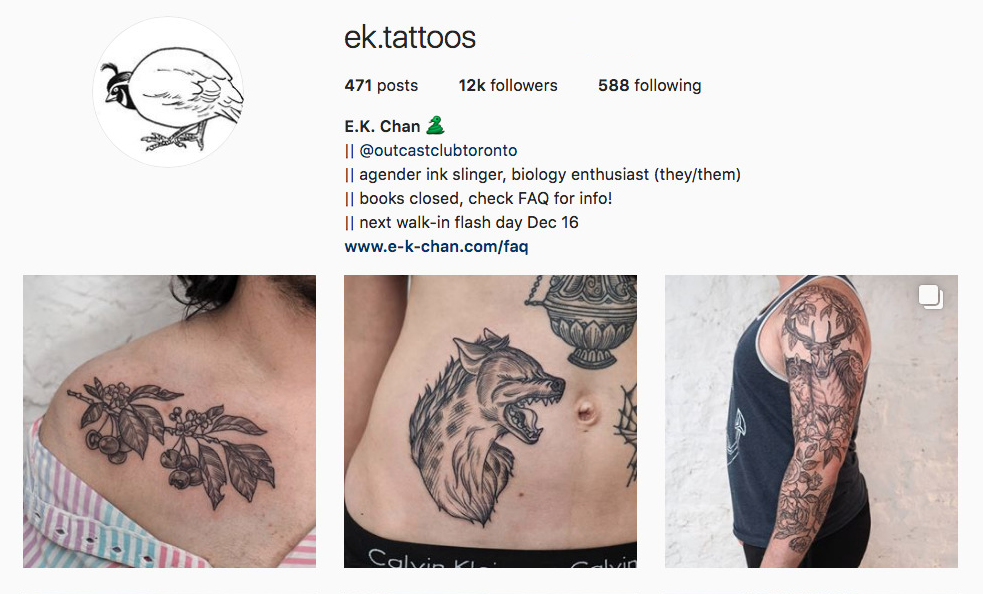 ek.tattoos
471 posts 12k followers 588 following
E.K. Chan
|| @outcastclubtoronto
|| agender ink slinger, biology enthusiast (they/them)
|| books closed, check FAQ for info!
|| next walk-in flash day Dec 16
www.e-k-chan.com/faq
Calvin Kl Calvin